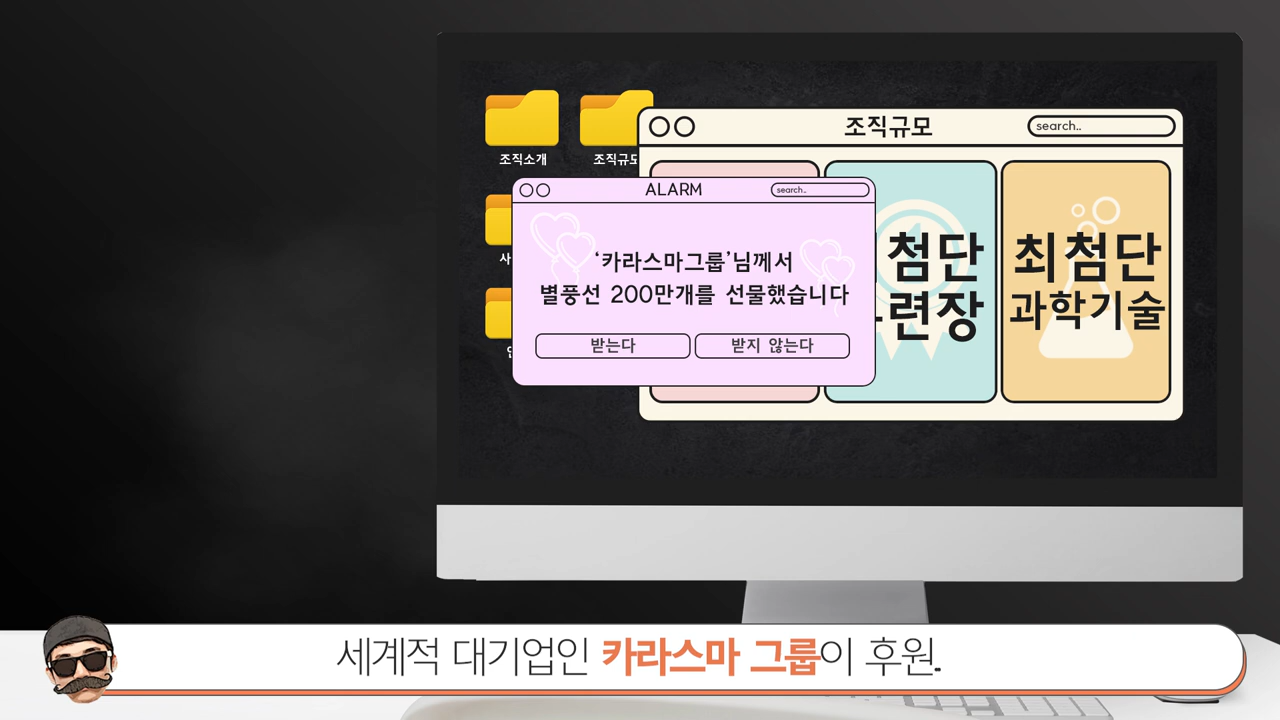 조직소개
조직규모
조직규모
search..
ALARM
search..
'카라스마그룹'님께서
별풍선 200만개를 선물했습니다
받는다
받지 않는다
첨단
련장
최첨단
과학기술
사
세계적 대기업인 카라스마 그룹이 후원.